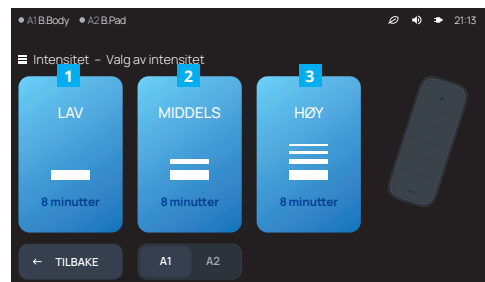 A1 B.Body A2 B.Pad 21:13
Intensitet – Valg av intensitet
1 2 3
LAV MIDDELS HØY
8 minutter 8 minutter 8 minutter
← TILBAKE A1 A2